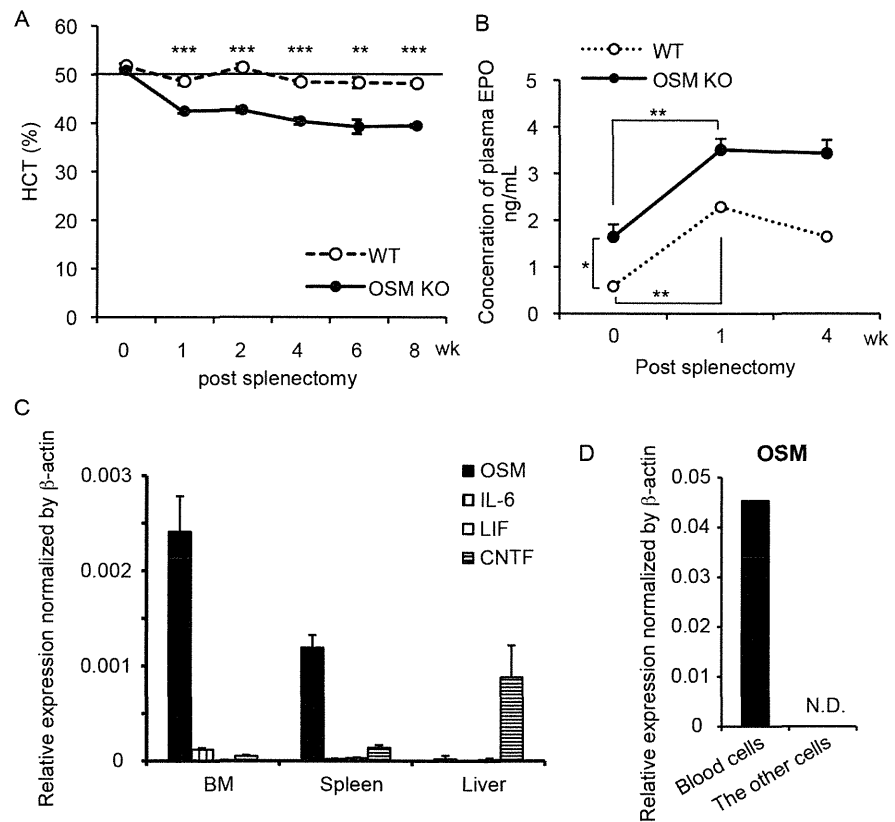 A
60
50
40
30
20
10
0
HCT (%)
*** *** *** ** ***
WT
OSM KO
0 1 2 4 6 8 wk
post splenectomy
B
WT
OSM KO
5
4
3
2
1
0
Concenration of plasma EPO
ng/mL
**
*
**
0 1 4 wk
Post splenectomy
C
Relative expression normalized by β-actin
0.003
0.002
0.001
0
OSM
IL-6
LIF
CNTF
BM Spleen Liver
D
OSM
Relative expression normalized by β-actin
0.05
0.04
0.03
0.02
0.01
0
N.D.
Blood cells
The other cells